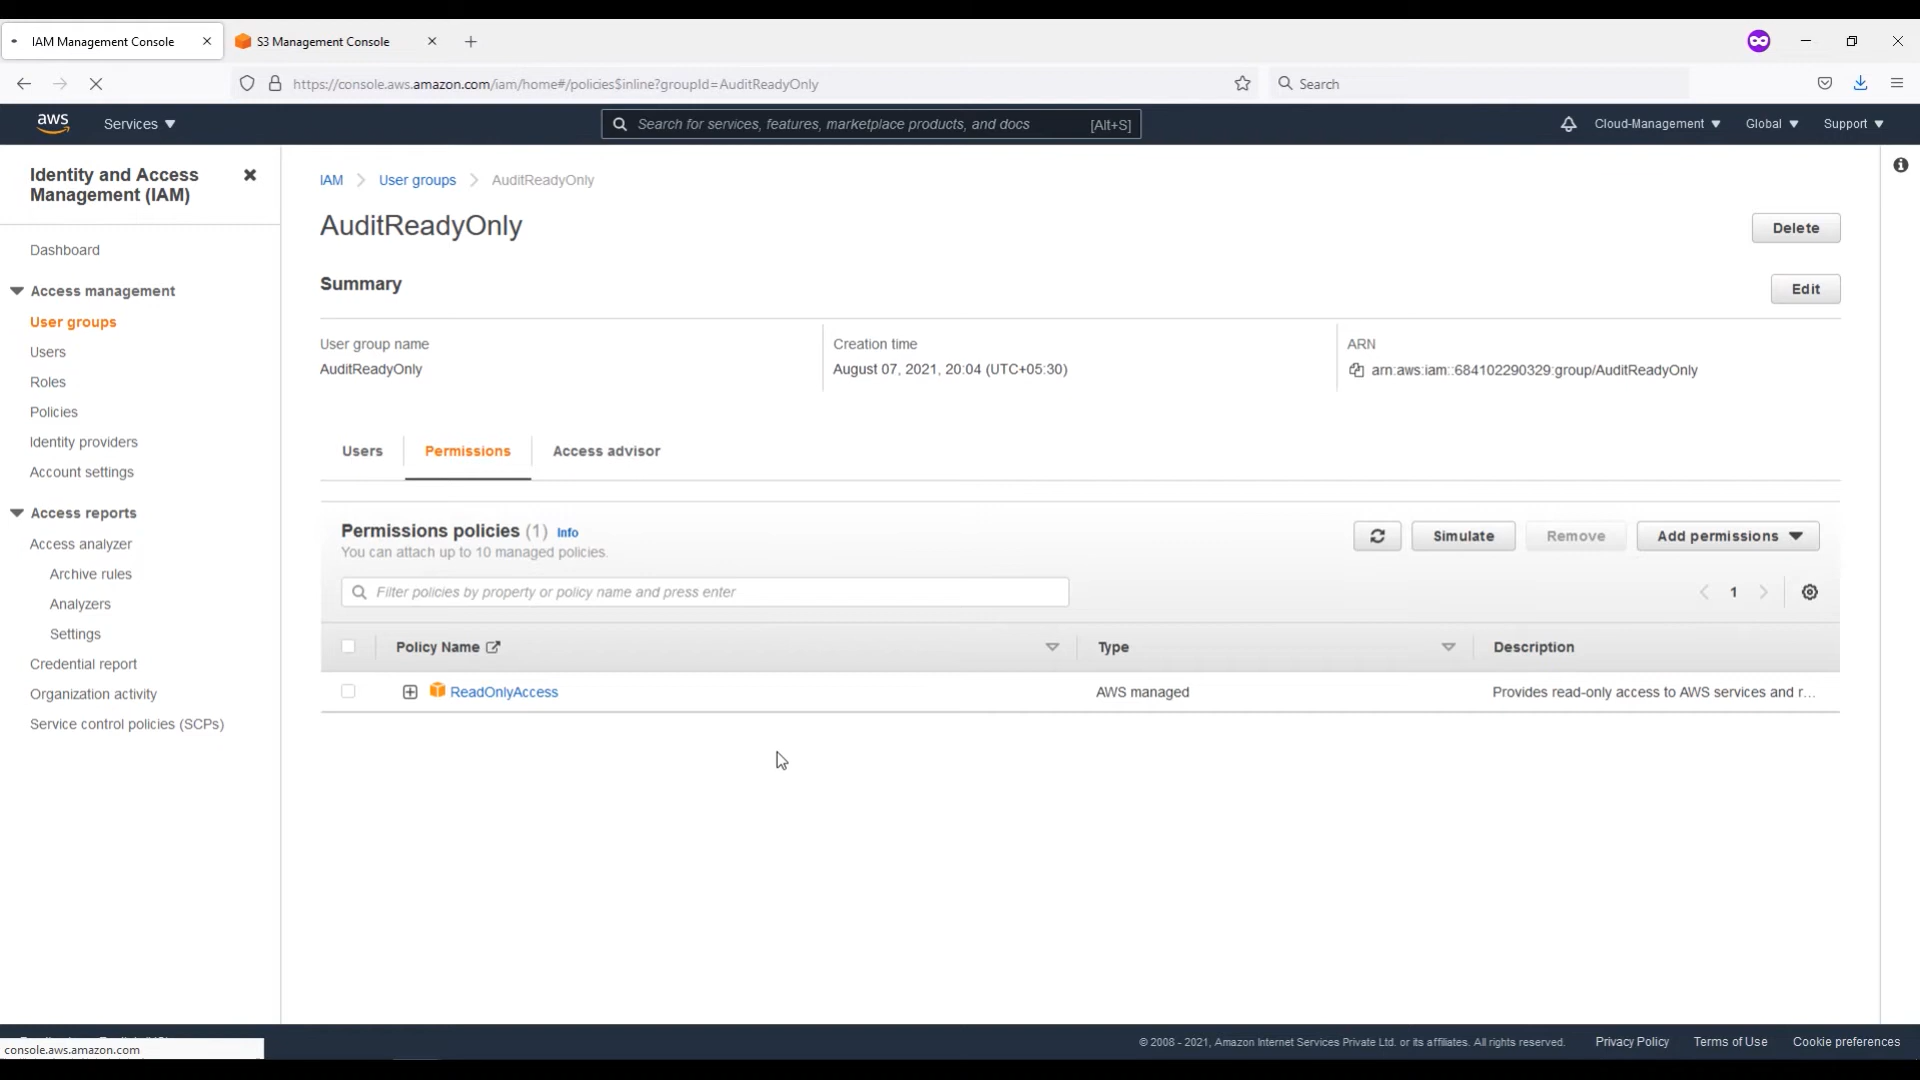 IAM Management Console
S3 Management Console
https://console.aws.amazon.com/iam/home#/policies$inline?groupId=AuditReadyOnly
Search
aws
Services
Search for services, features, marketplace products, and docs [Alt+S]
Cloud-Management
Global
Support
Identity and Access
Management (IAM)
Dashboard
Access management
User groups
Users
Roles
Policies
Identity providers
Account settings
Access reports
Access analyzer
Archive rules
Analyzers
Settings
Credential report
Organization activity
Service control policies (SCPs)
IAM User groups AuditReadyOnly
AuditReadyOnly
Delete
Summary
Edit
User group name
AuditReadyOnly
Creation time
August 07, 2021, 20:04 (UTC+05:30)
ARN
arn:aws:iam::684102290329:group/AuditReadyOnly
Users Permissions Access advisor
Permissions policies (1) Info
You can attach up to 10 managed policies.
Simulate
Remove
Add permissions
Filter policies by property or policy name and press enter
1
Policy Name Type Description
ReadOnlyAccess AWS managed Provides read-only access to AWS services and r...
console.aws.amazon.com
© 2008 - 2021, Amazon Internet Services Private Ltd. or its affiliates. All rights reserved. Privacy Policy Terms of Use Cookie preferences